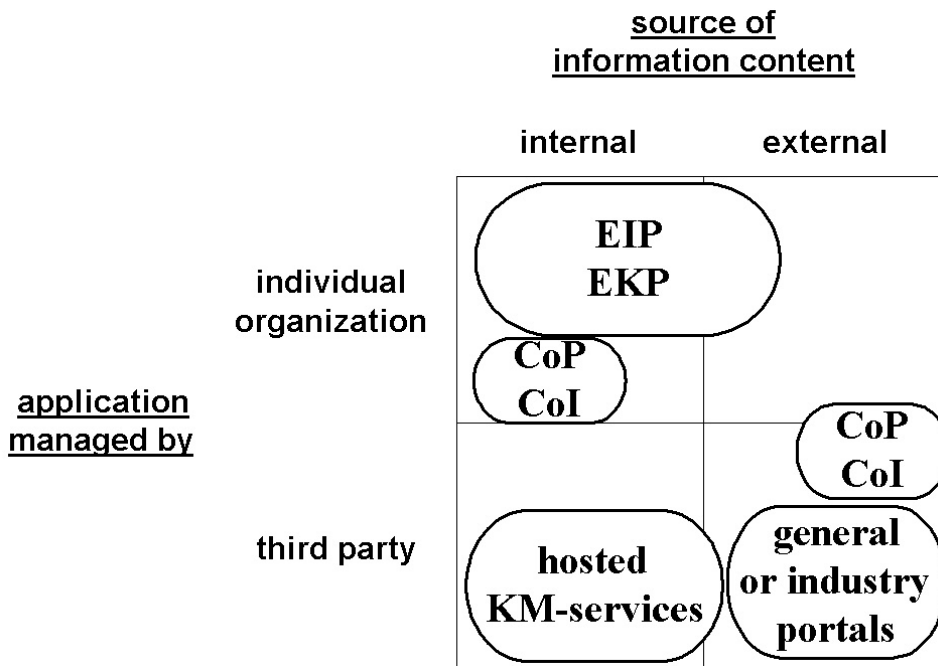 source of
information content
internal
external
EIP
EKP
individual
organization
CoP
CoI
application
managed by
CoP
CoI
third party
hosted
KM-services
general
or industry
portals